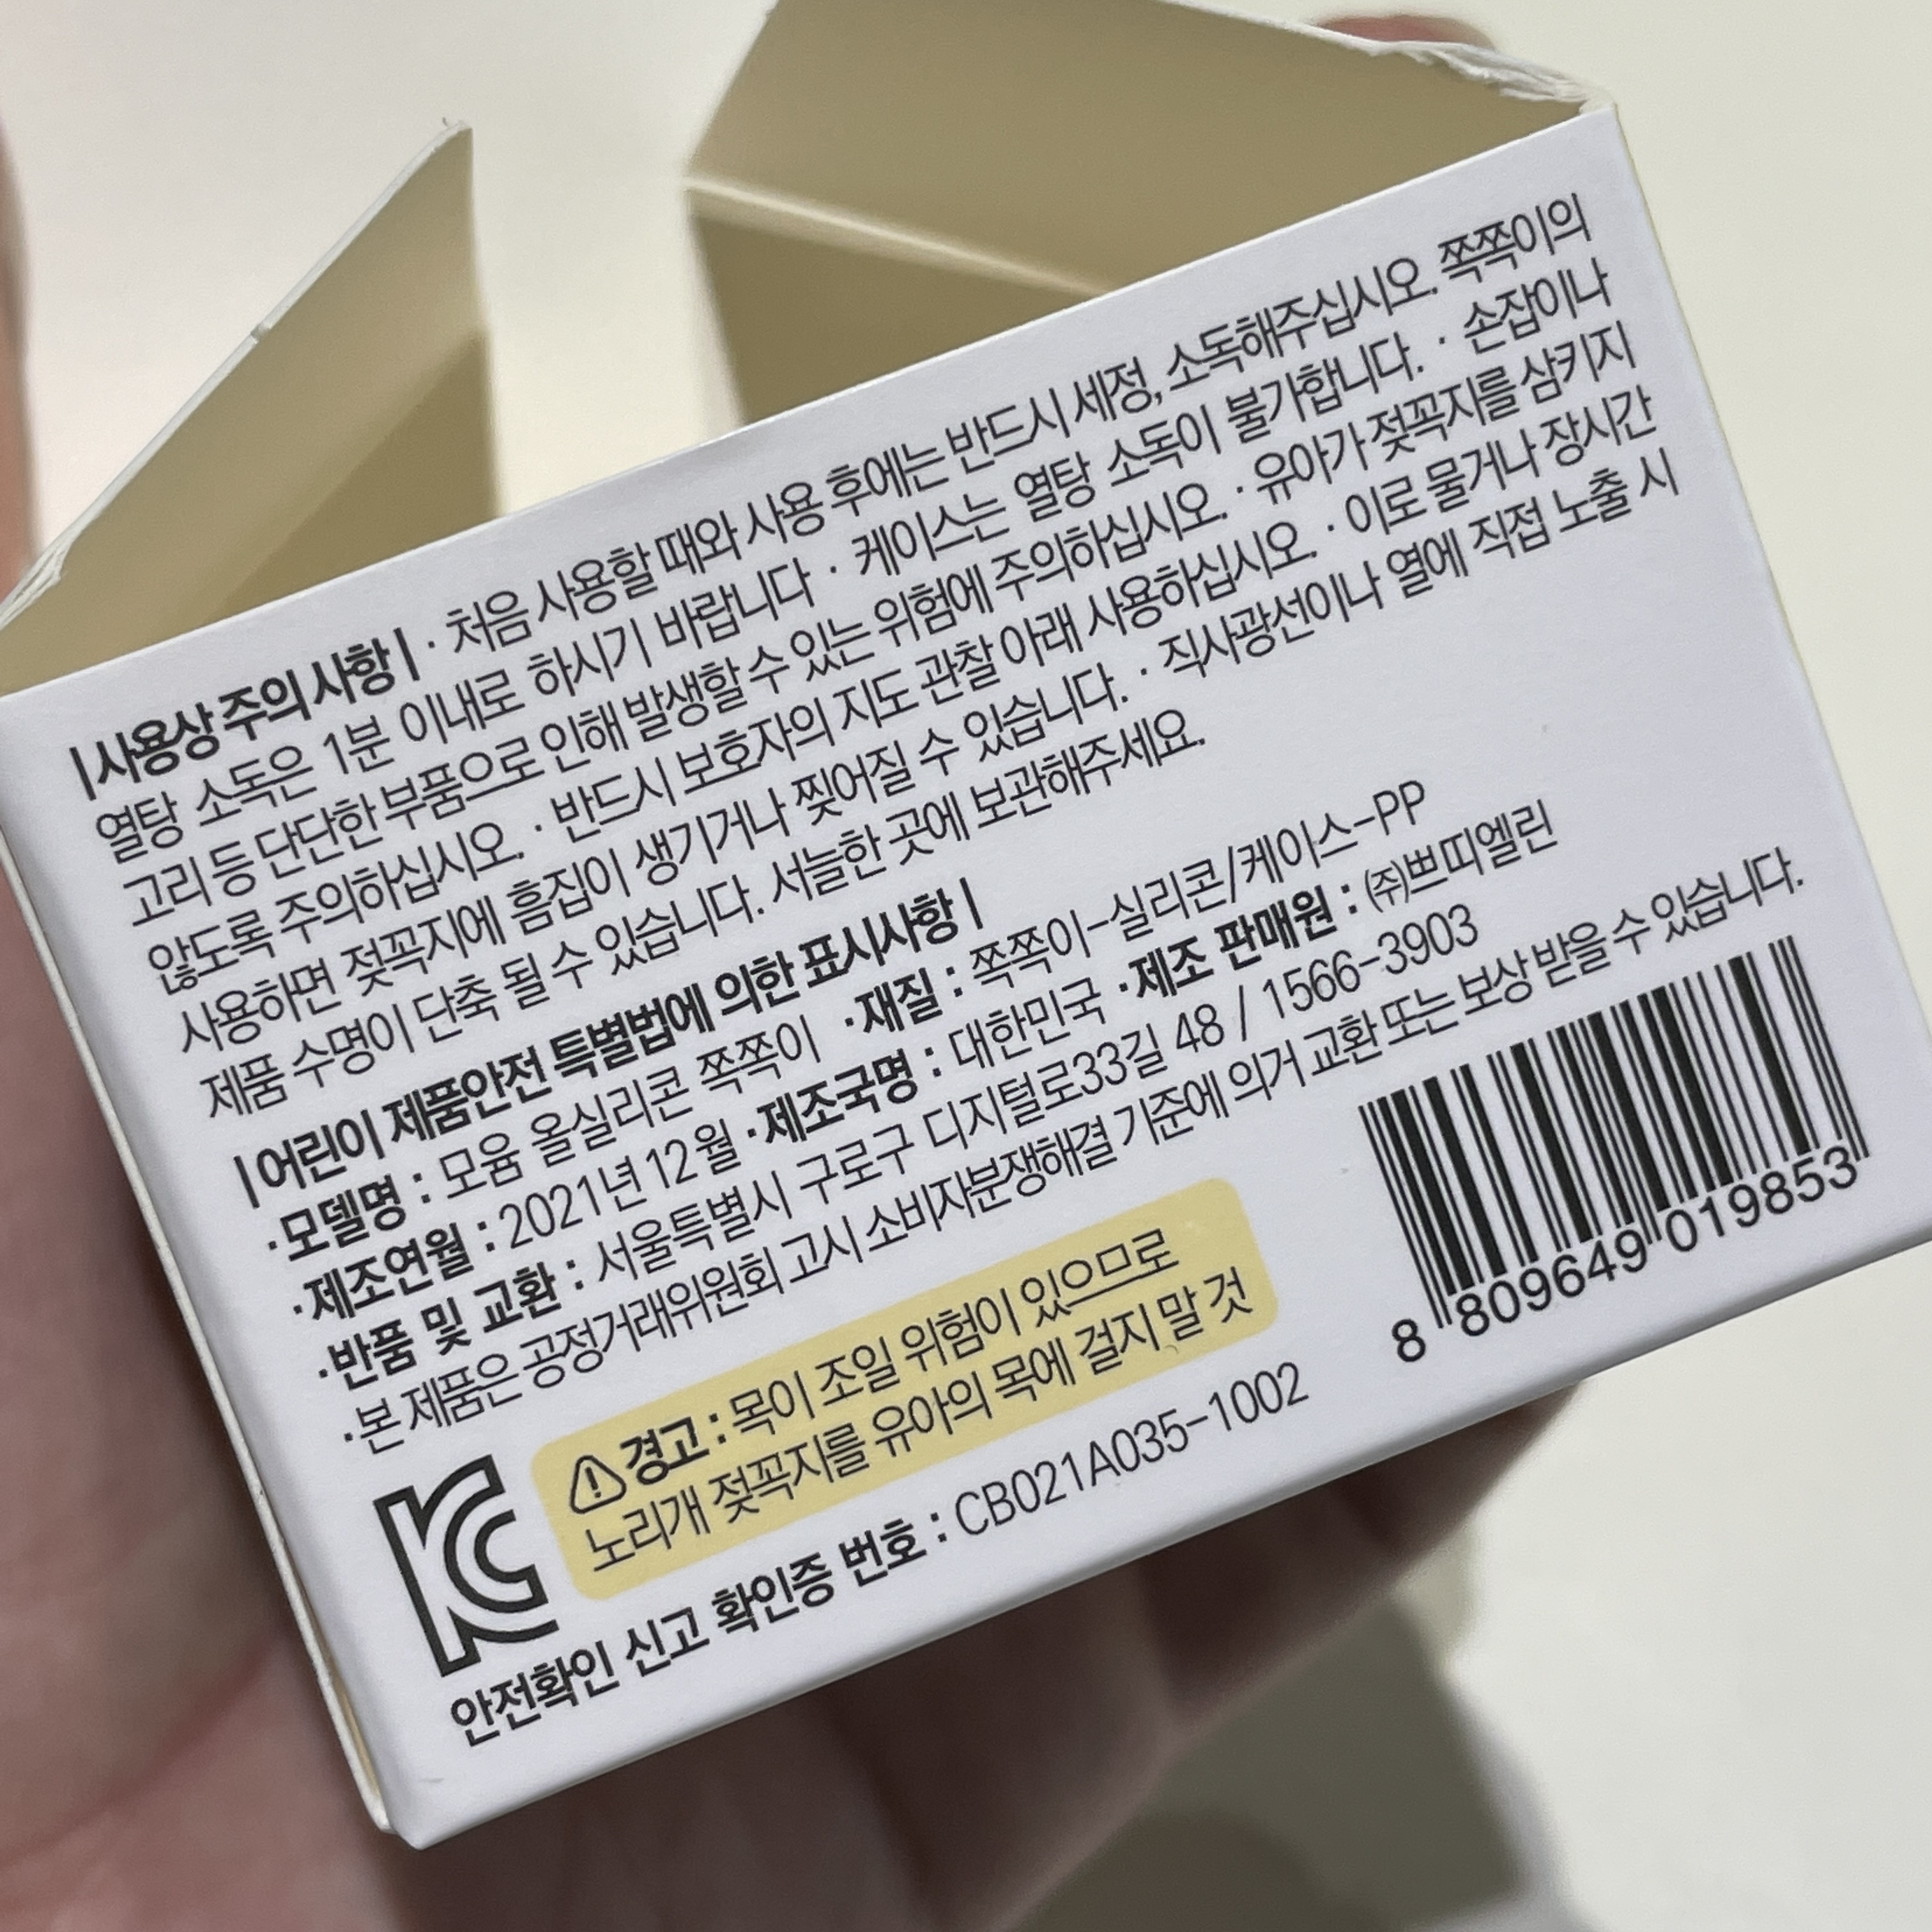 | 사용상 주의 사항 | · 처음 사용할 때와 사용 후에는 반드시 세정, 소독해주십시오. 쪽쪽이의
열탕 소독은 1분 이내로 하시기 바랍니다 · 케이스는 열탕 소독이 불가합니다. · 손잡이나
고리 등 단단한 부품으로 인해 발생할 수 있는 위험에 주의하십시오. · 유아가 젖꼭지를 삼키지
않도록 주의하십시오. · 반드시 보호자의 지도 관찰 아래 사용하십시오. · 이로 물거나 장시간
사용하면 젖꼭지에 흠집이 생기거나 찢어질 수 있습니다. · 직사광선이나 열에 직접 노출 시
제품 수명이 단축 될 수 있습니다. 서늘한 곳에 보관해주세요.
| 어린이 제품안전 특별법에 의한 표시사항 |
·모델명 : 모윰 올실리콘 쪽쪽이 ·재질 : 쪽쪽이-실리콘/케이스-PP
·제조연월 : 2021년 12월 ·제조국명 : 대한민국 ·제조 판매원 : ㈜쁘띠엘린
·반품 및 교환 : 서울특별시 구로구 디지털로33길 48 / 1566-3903
·본 제품은 공정거래위원회 고시 소비자분쟁해결 기준에 의거 교환 또는 보상 받을 수 있습니다.
⚠경고 : 목이 조일 위험이 있으므로
노리개 젖꼭지를 유아의 목에 걸지 말 것
KC
안전확인 신고 확인증 번호 : CB021A035-1002
8 809649 019853